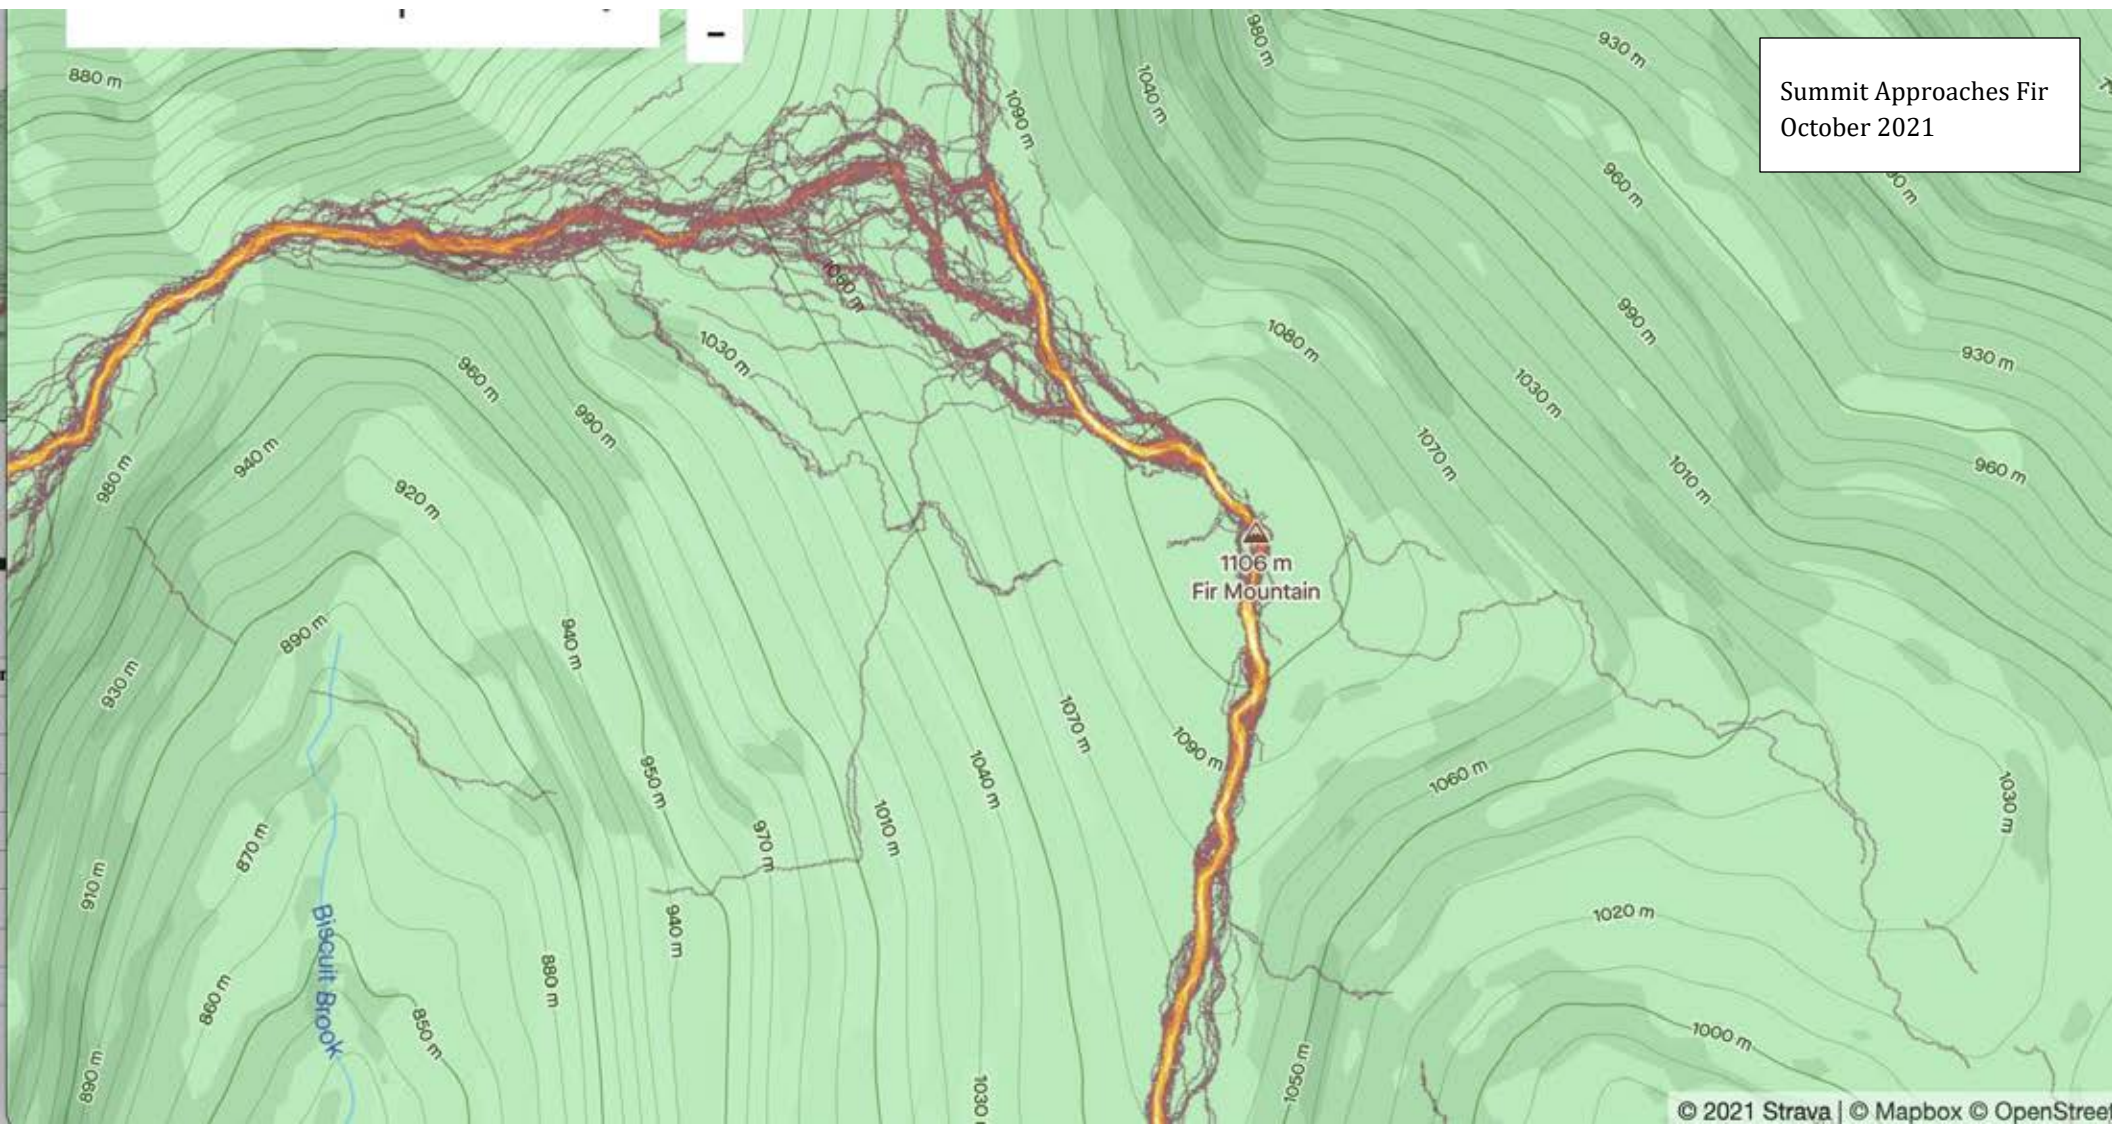 880 m
1090 m
1040 m
980 m
930 m
Summit Approaches Fir
October 2021
960 m
90 m
1060 m
1030 m
1080 m
990 m
930 m
960 m
990 m
1030 m
940 m
980 m
920 m
1070 m
1010 m
960 m
1106 m
Fir Mountain
890 m
940 m
930 m
1070 m
1090 m
1040 m
950 m
1060 m
1030 m
870 m
970 m
1010 m
910 m
940 m
1020 m
Biscuit Brook
880 m
860 m
850 m
1000 m
890 m
1030
1050 m
© 2021 Strava | © Mapbox © OpenStreet